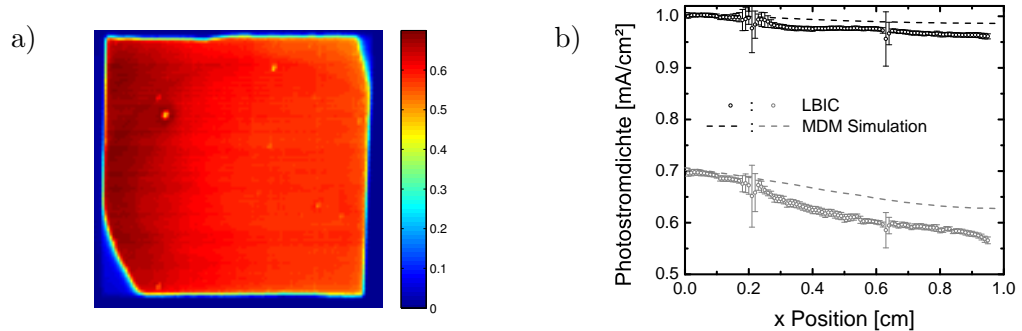 a)
0.6
0.5
0.4
0.3
0.2
0.1
0
b)
Photostromdichte [mA/cm²]
1.0
0.9
0.8
0.7
0.6
0.5
LBIC
MDM Simulation
0.0 0.2 0.4 0.6 0.8 1.0
x Position [cm]